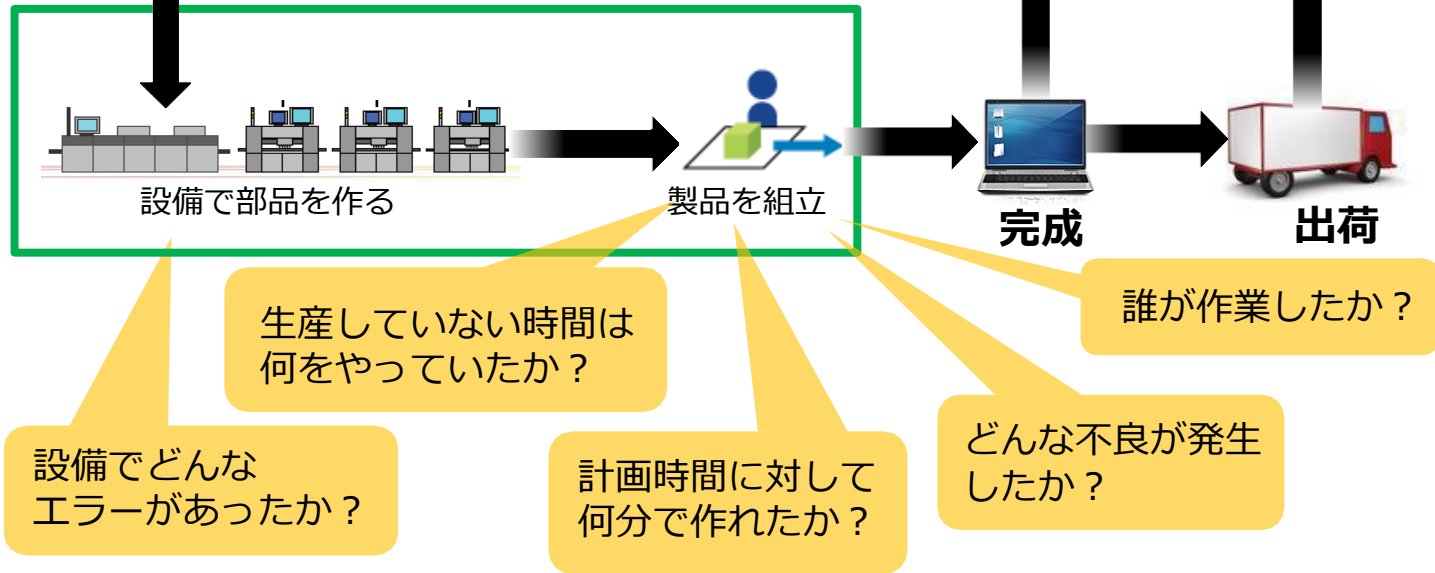 設備で部品を作る
製品を組立
完成
出荷
誰が作業したか？
生産していない時間は
何をやっていたか？
どんな不良が発生
したか？
設備でどんな
エラーがあったか？
計画時間に対して
何分で作れたか？